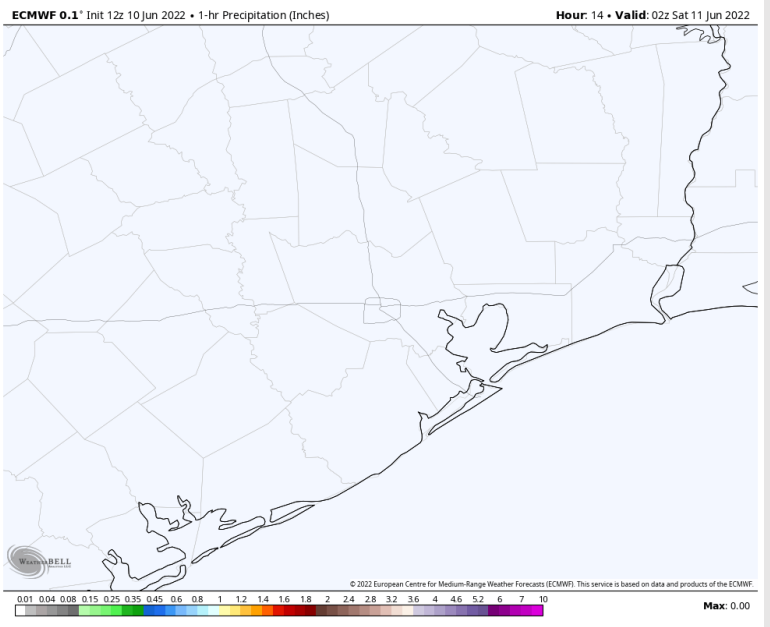 ECMWF 0.1° Init 12z 10 Jun 2022 • 1-hr Precipitation (Inches) Hour: 14 • Valid: 02z Sat 11 Jun 2022
WEATHERBELL
© 2022 European Centre for Medium-Range Weather Forecasts (ECMWF). This service is based on data and products of the ECMWF.
0.01 0.04 0.08 0.15 0.25 0.35 0.45 0.6 0.8 1 1.2 1.4 1.6 1.8 2 2.4 2.8 3.2 3.6 4 4.6 5.2 6 7 10
Max: 0.00